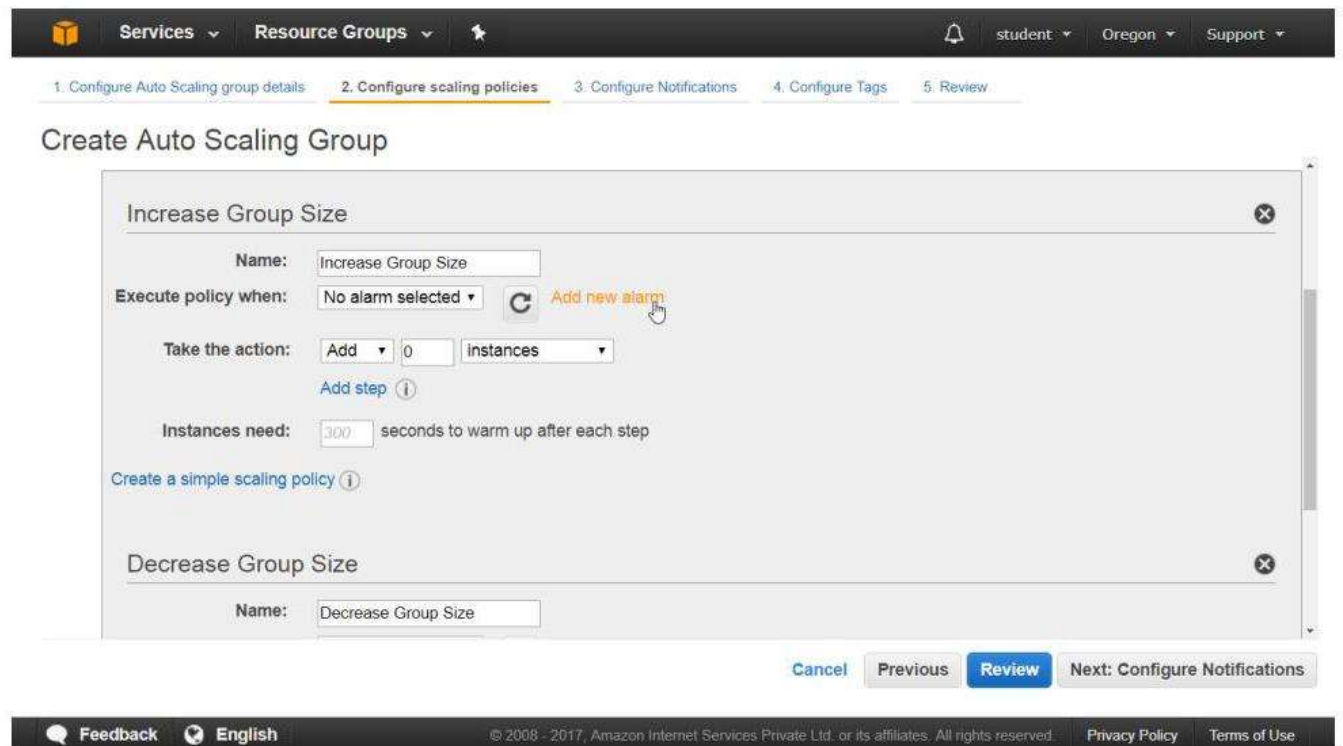 Services Resource Groups student Oregon Support
1. Configure Auto Scaling group details 2. Configure scaling policies 3. Configure Notifications 4. Configure Tags 5. Review
Create Auto Scaling Group
Increase Group Size
Name: Increase Group Size
Execute policy when: No alarm selected Add new alarm
Take the action: Add 0 instances
Add step i
Instances need: 300 seconds to warm up after each step
Create a simple scaling policy i
Decrease Group Size
Name: Decrease Group Size
Cancel Previous Review Next: Configure Notifications
Feedback English © 2008 - 2017, Amazon Internet Services Private Ltd. or its affiliates. All rights reserved. Privacy Policy Terms of Use